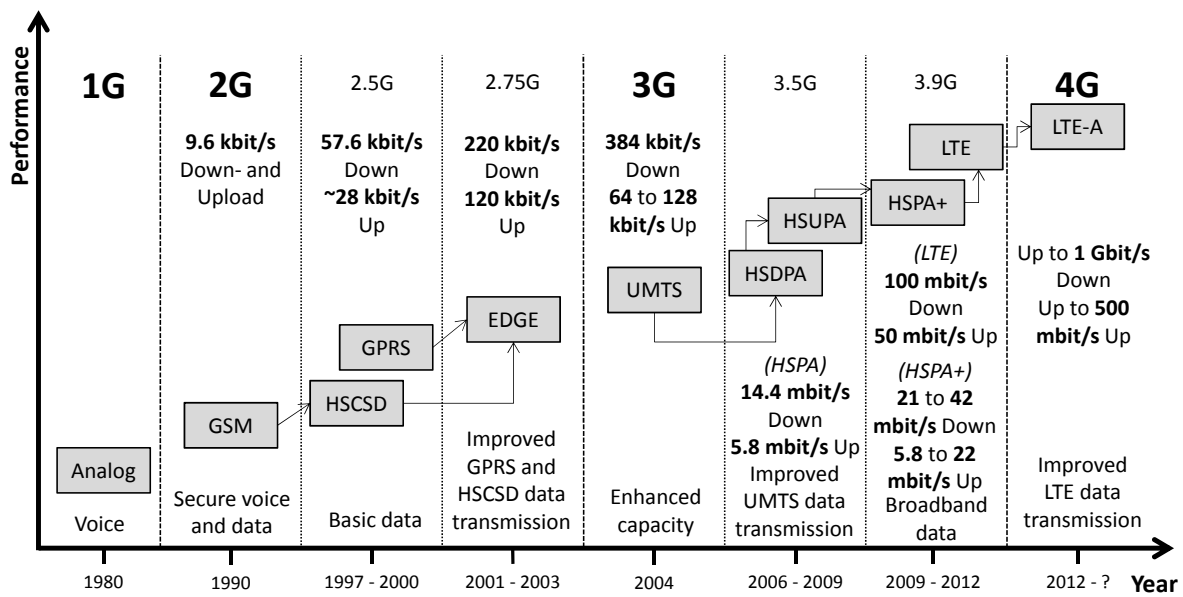 Performance
1G
Analog
Voice
1980
2G
9.6 kbit/s
Down- and
Upload
GSM
Secure voice
and data
1990
2.5G
57.6 kbit/s
Down
~28 kbit/s
Up
GPRS
HSCSD
Basic data
1997 - 2000
2.75G
220 kbit/s
Down
120 kbit/s
Up
EDGE
Improved
GPRS and
HSCSD data
transmission
2001 - 2003
3G
384 kbit/s
Down
64 to 128
kbit/s Up
UMTS
Enhanced
capacity
2004
3.5G
HSUPA
HSDPA
(HSPA)
14.4 mbit/s
Down
5.8 mbit/s Up
Improved
UMTS data
transmission
2006 - 2009
3.9G
LTE
HSPA+
(LTE)
100 mbit/s
Down
50 mbit/s Up
(HSPA+)
21 to 42
mbit/s Down
5.8 to 22
mbit/s Up
Broadband
data
2009 - 2012
4G
LTE-A
Up to 1 Gbit/s
Down
Up to 500
mbit/s Up
Improved
LTE data
transmission
2012 - ?
Year